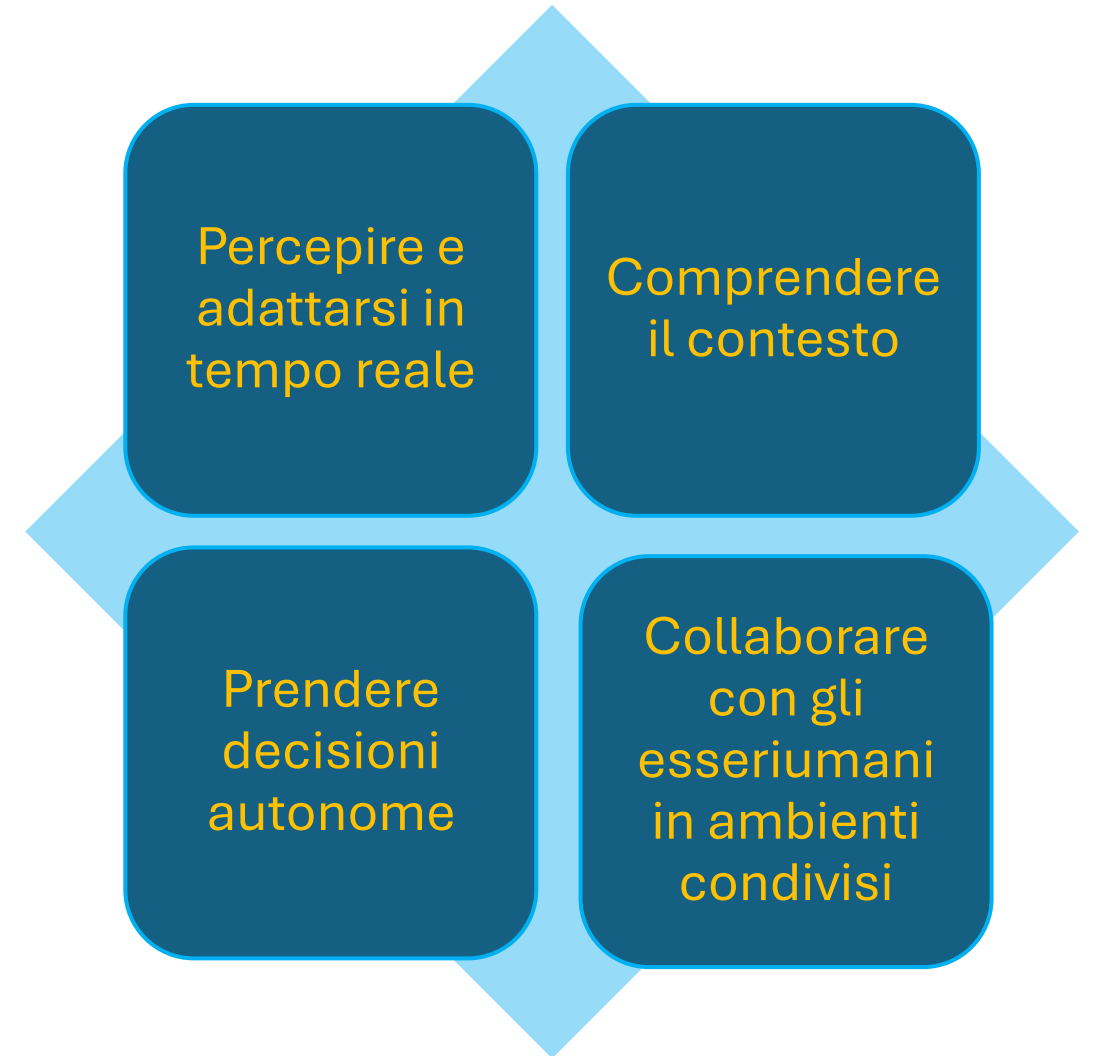 Percepire e
adattarsi in
tempo reale
Comprendere
il contesto
Prendere
decisioni
autonome
Collaborare
con gli
esseriumani
in ambienti
condivisi